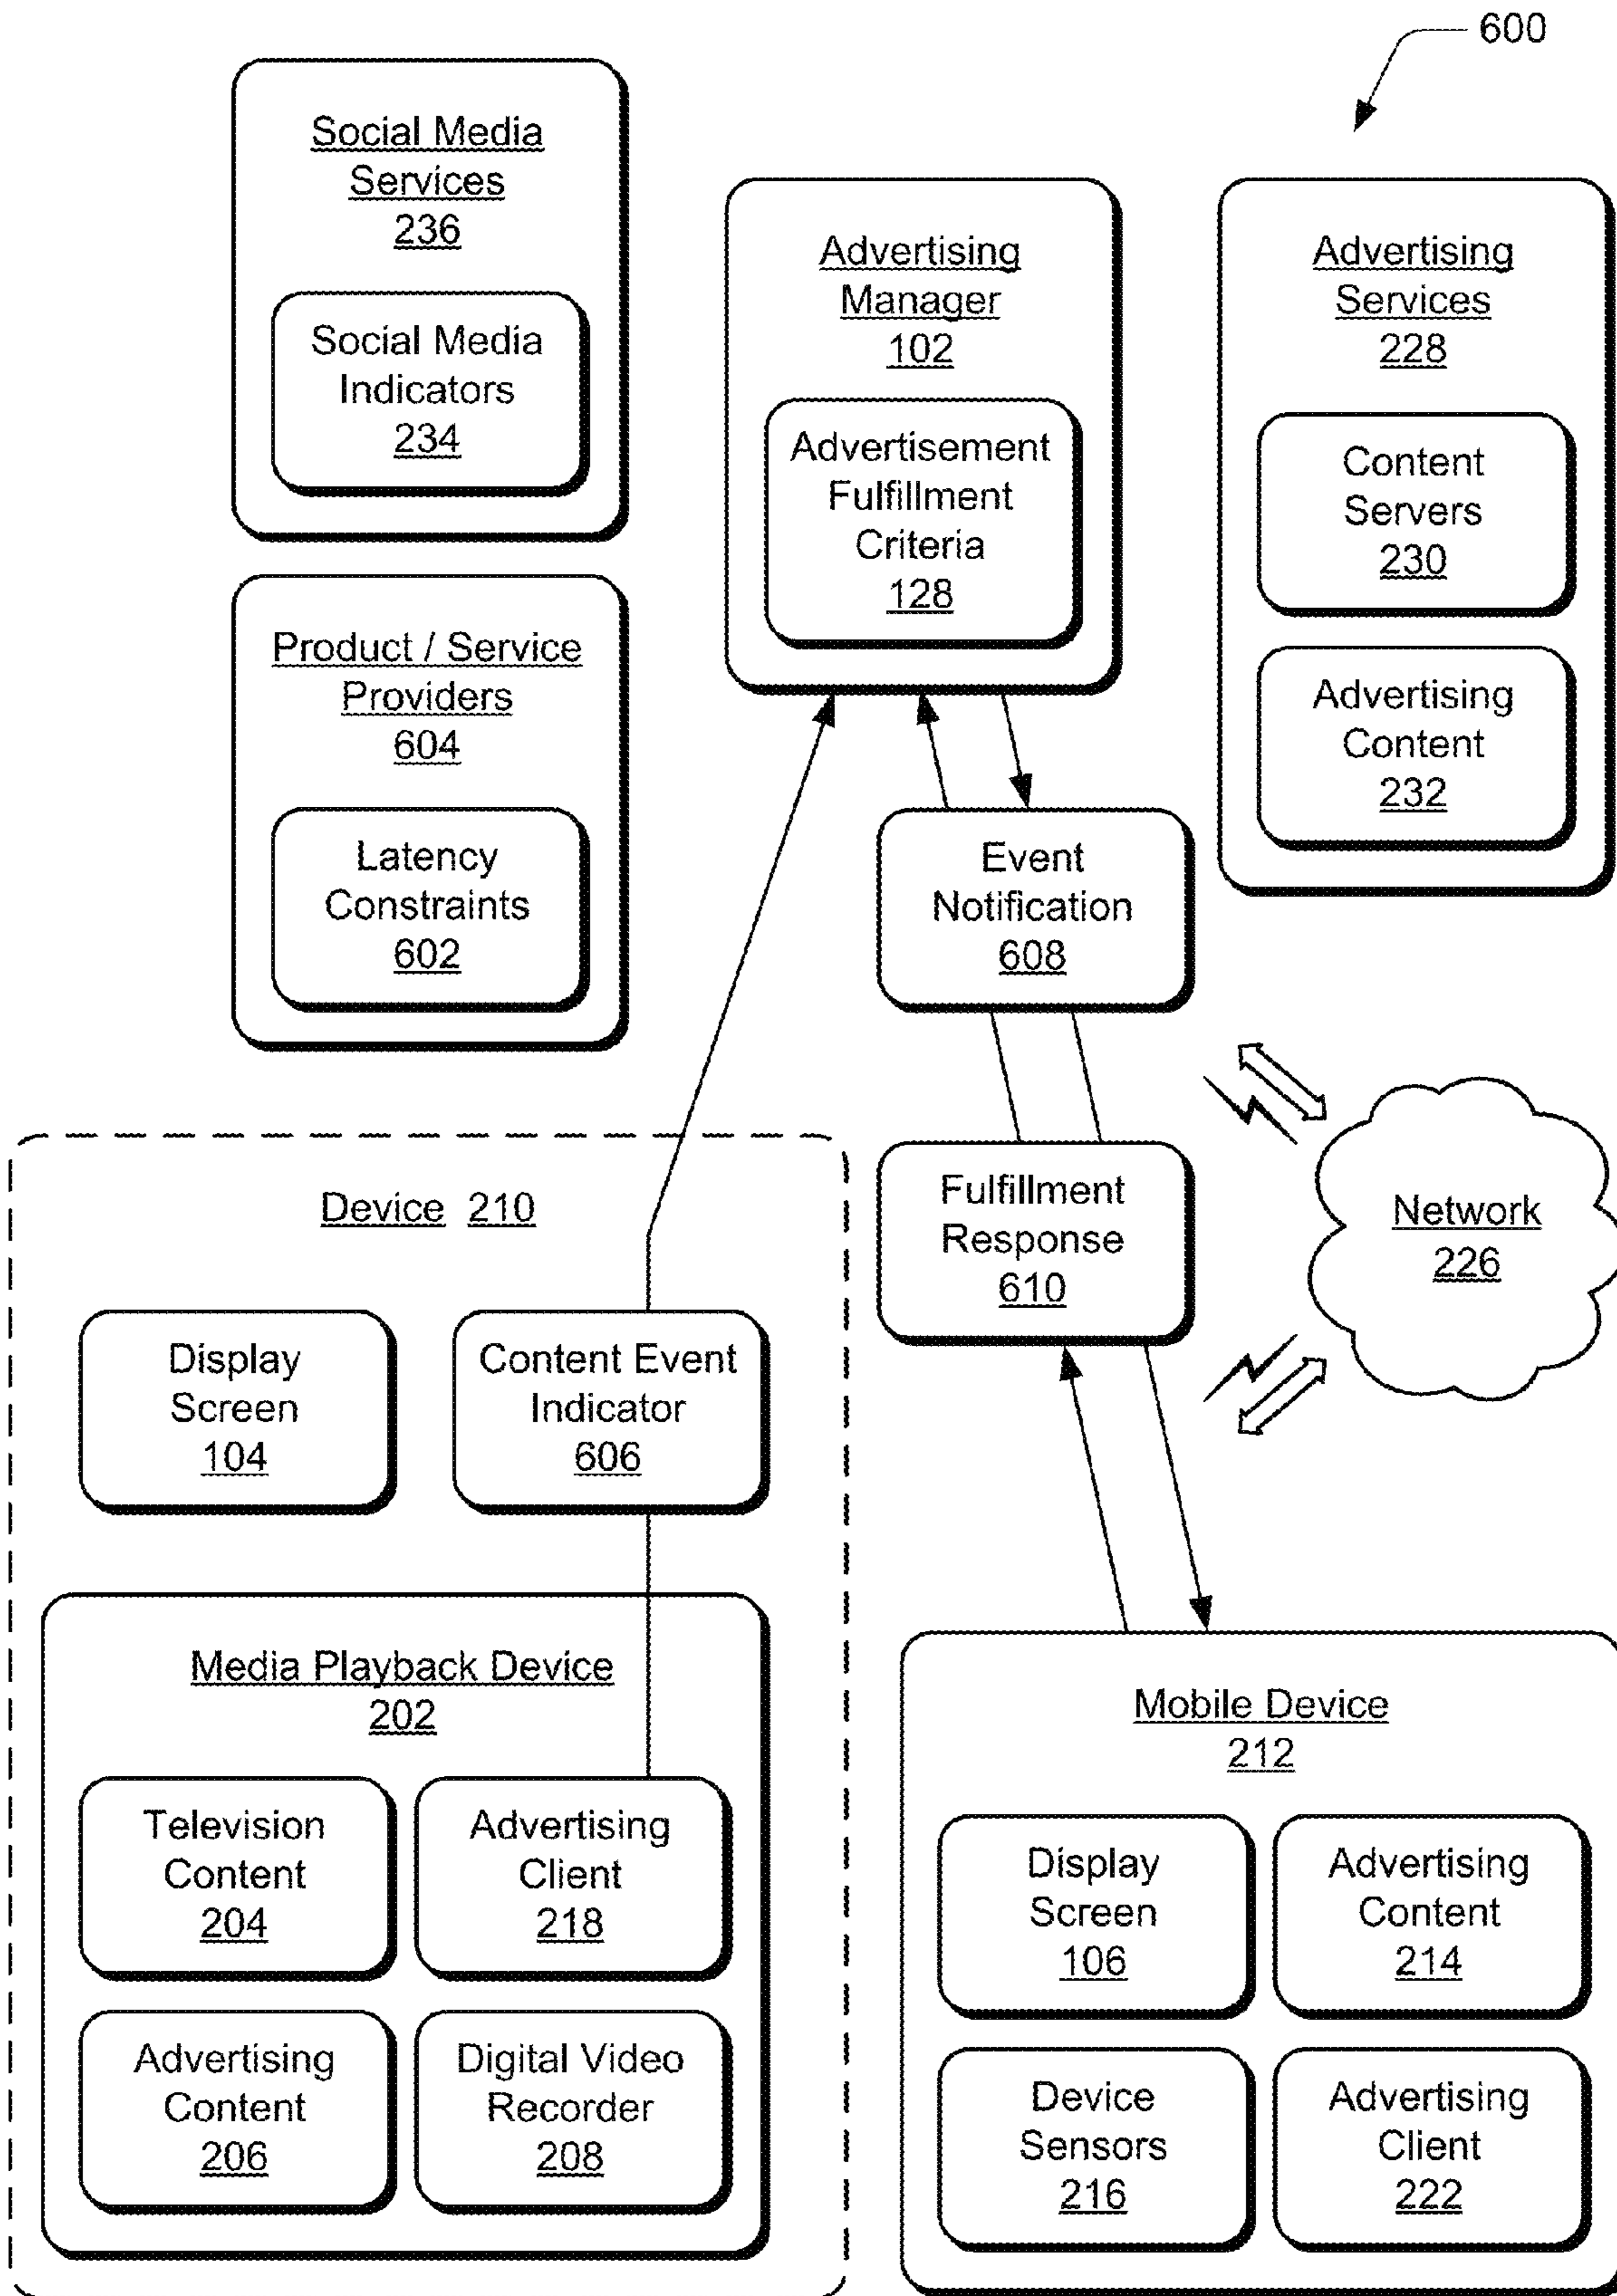 600
Social Media
Services
236
Social Media
Indicators
234
Advertising
Manager
102
Advertisement
Fulfillment
Criteria
128
Advertising
Services
228
Content
Servers
230
Advertising
Content
232
Product / Service
Providers
604
Latency
Constraints
602
Event
Notification
608
Fulfillment
Response
610
Network
226
Device 210
Display
Screen
104
Content Event
Indicator
606
Media Playback Device
202
Television
Content
204
Advertising
Client
218
Advertising
Content
206
Digital Video
Recorder
208
Mobile Device
212
Display
Screen
106
Advertising
Content
214
Device
Sensors
216
Advertising
Client
222